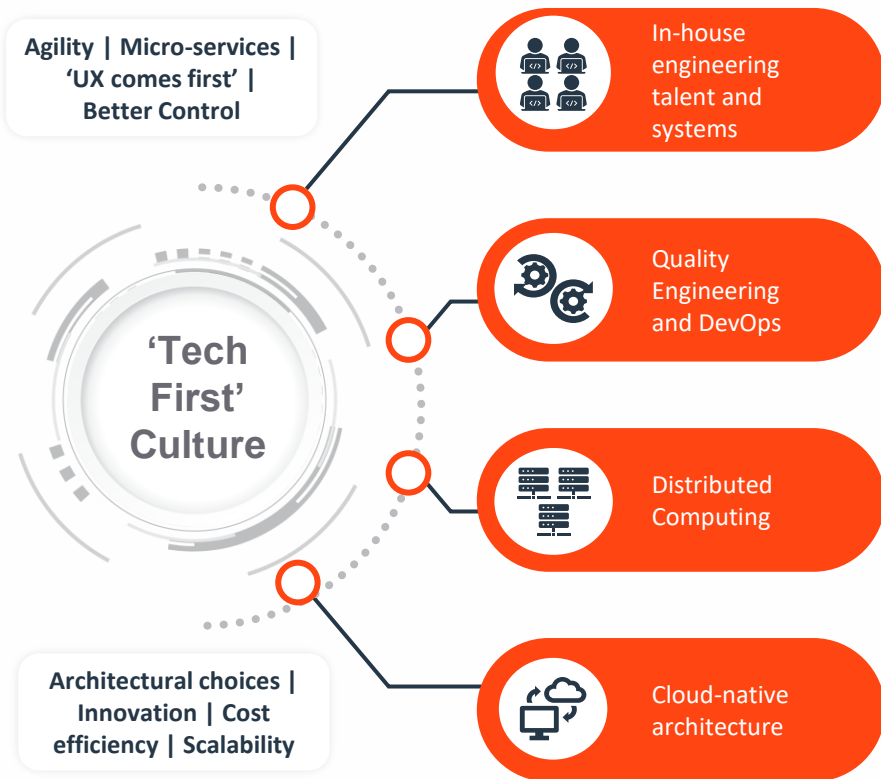 Agility | Micro-services |
‘UX comes first’ |
Better Control
In-house
engineering
talent and
systems
Quality
Engineering
and DevOps
‘Tech
First’
Culture
Distributed
Computing
Architectural choices |
Innovation | Cost
efficiency | Scalability
Cloud-native
architecture